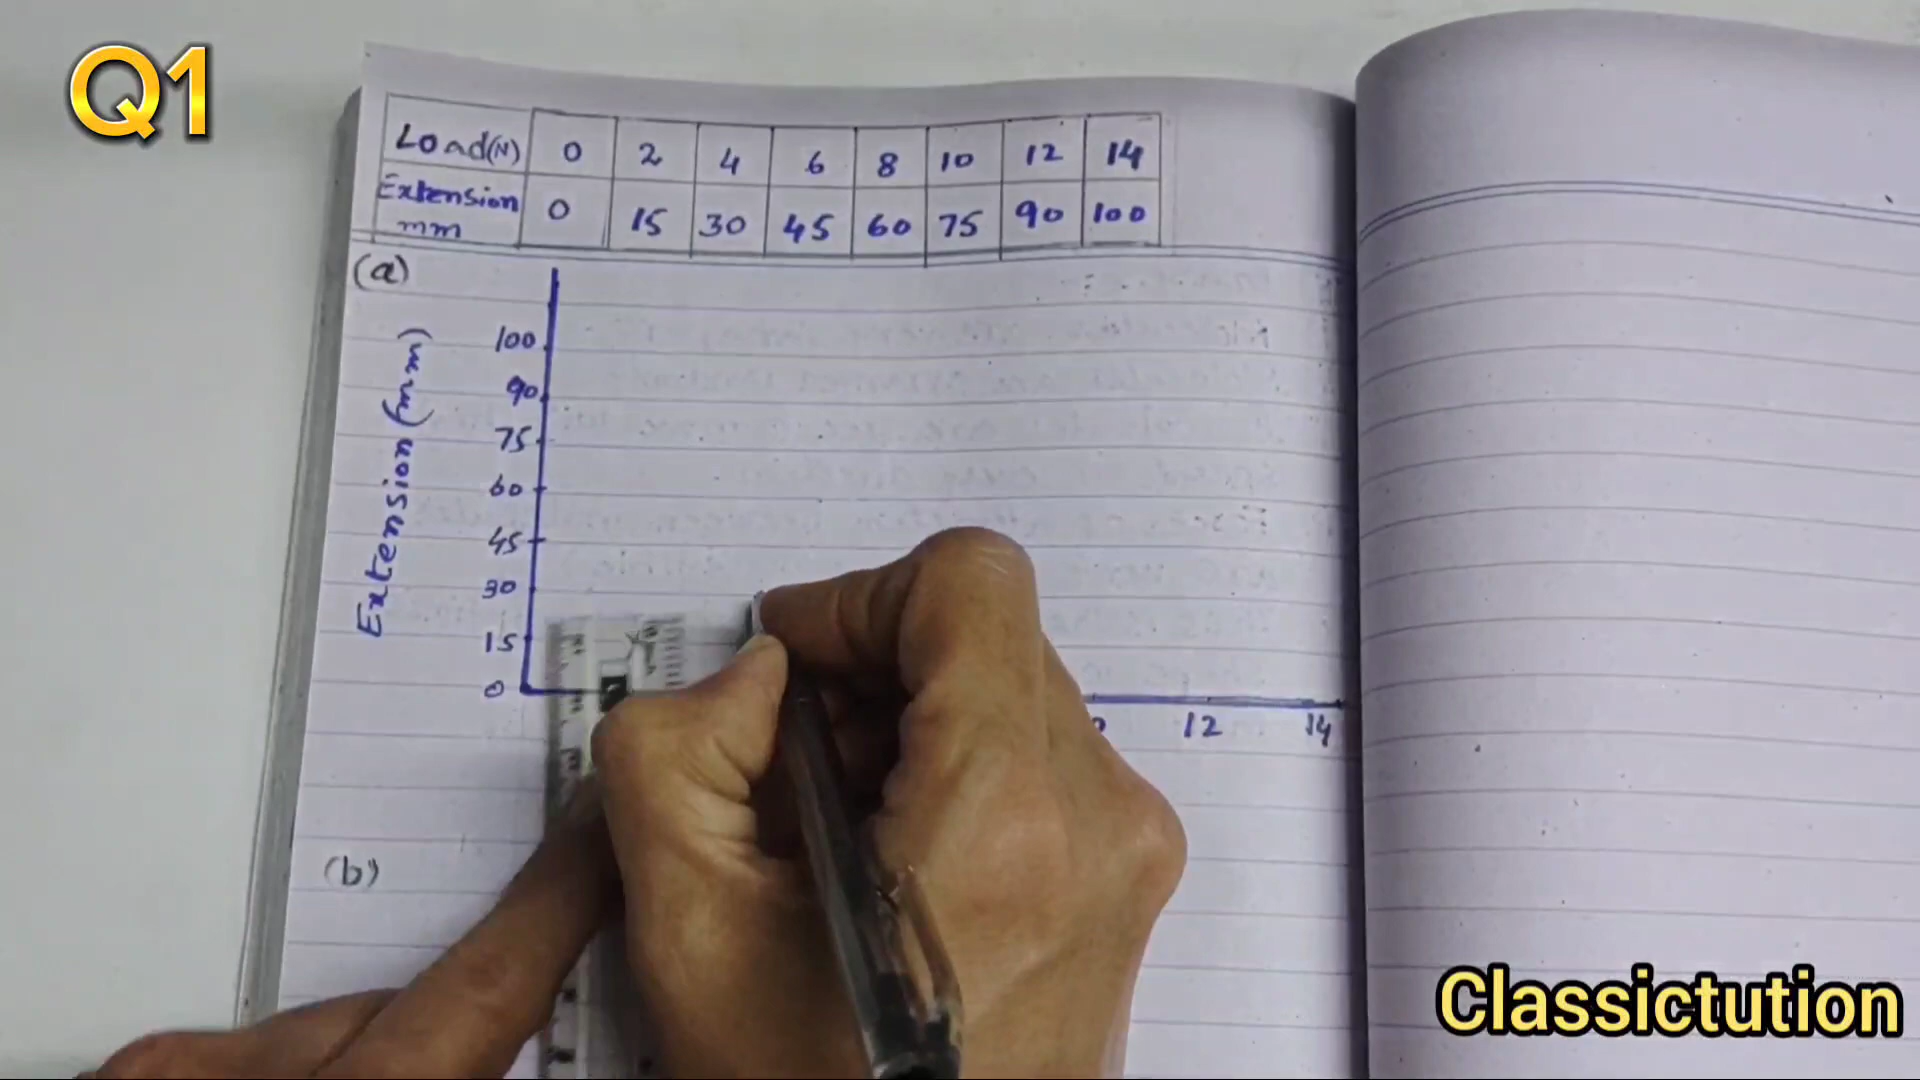 Q1
Load(N) 0 2 4 6 8 10 12 14
Extension mm 0 15 30 45 60 75 90 100
(a)
Extension (mm)
100
90
75
60
45
30
15
0
12 14
(b)
Classictution